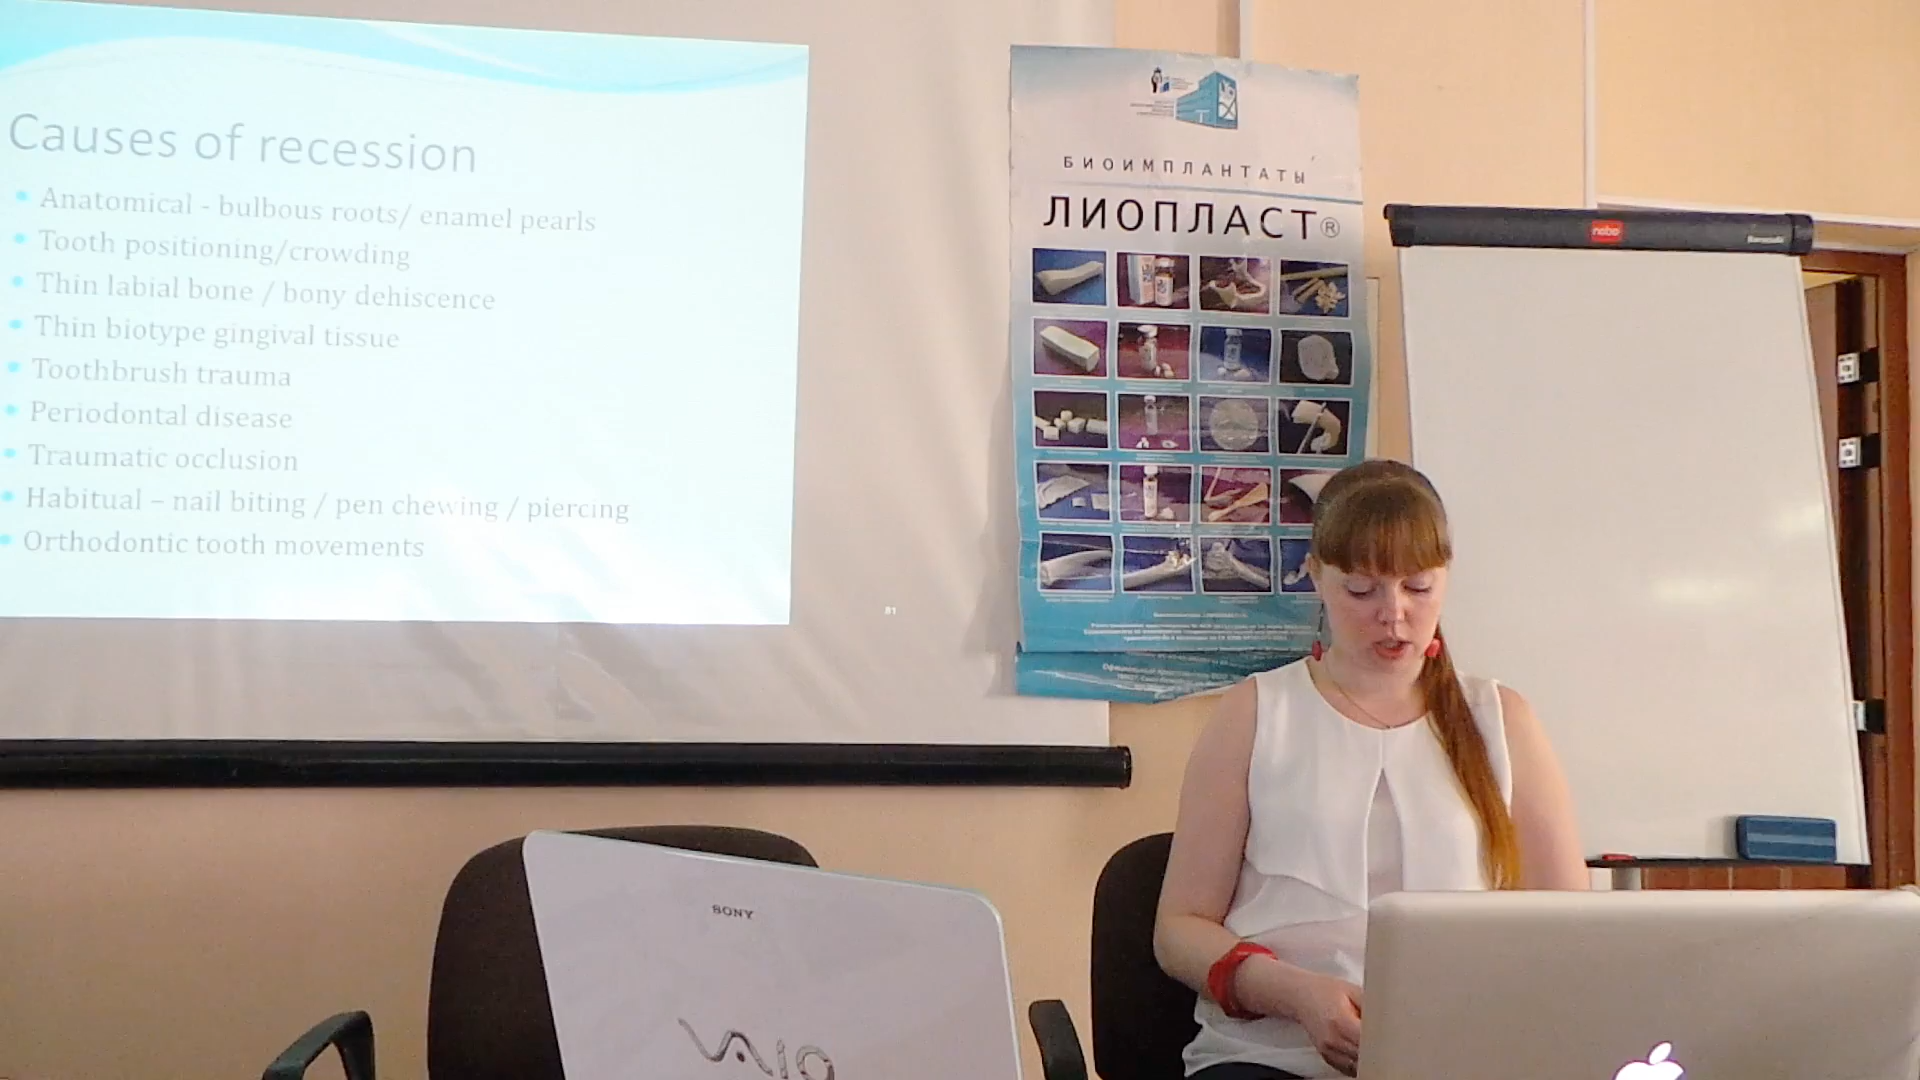 Causes of recession
Anatomical - bulbous roots/ enamel pearls
Tooth positioning/crowding
Thin labial bone / bony dehiscence
Thin biotype gingival tissue
Toothbrush trauma
Periodontal disease
Traumatic occlusion
Habitual – nail biting / pen chewing / piercing
Orthodontic tooth movements
81
БИОИМПЛАНТАТЫ
ЛИОПЛАСТ®
nobo
Barracuda
SONY
VAIO